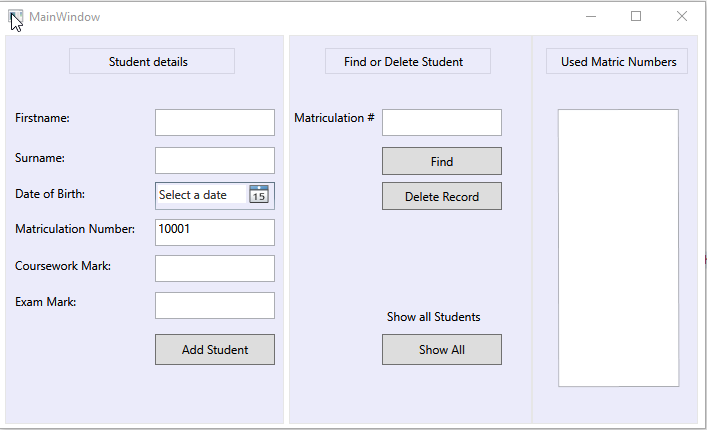 MainWindow
Student details
Firstname:
Surname:
Date of Birth:
Select a date
15
Matriculation Number:
10001
Coursework Mark:
Exam Mark:
Add Student
Find or Delete Student
Matriculation #
Find
Delete Record
Show all Students
Show All
Used Matric Numbers